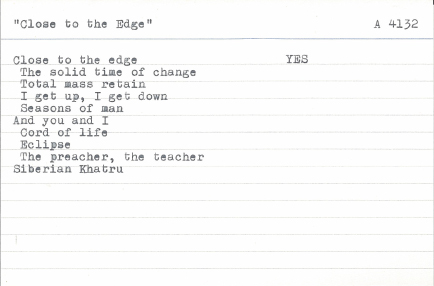 "Close to the Edge" A 4132
Close to the edge YES
The solid time of change
Total mass retain
I get up, I get down
Seasons of man
And you and I
Cord of life
Eclipse
The preacher, the teacher
Siberian Khatru